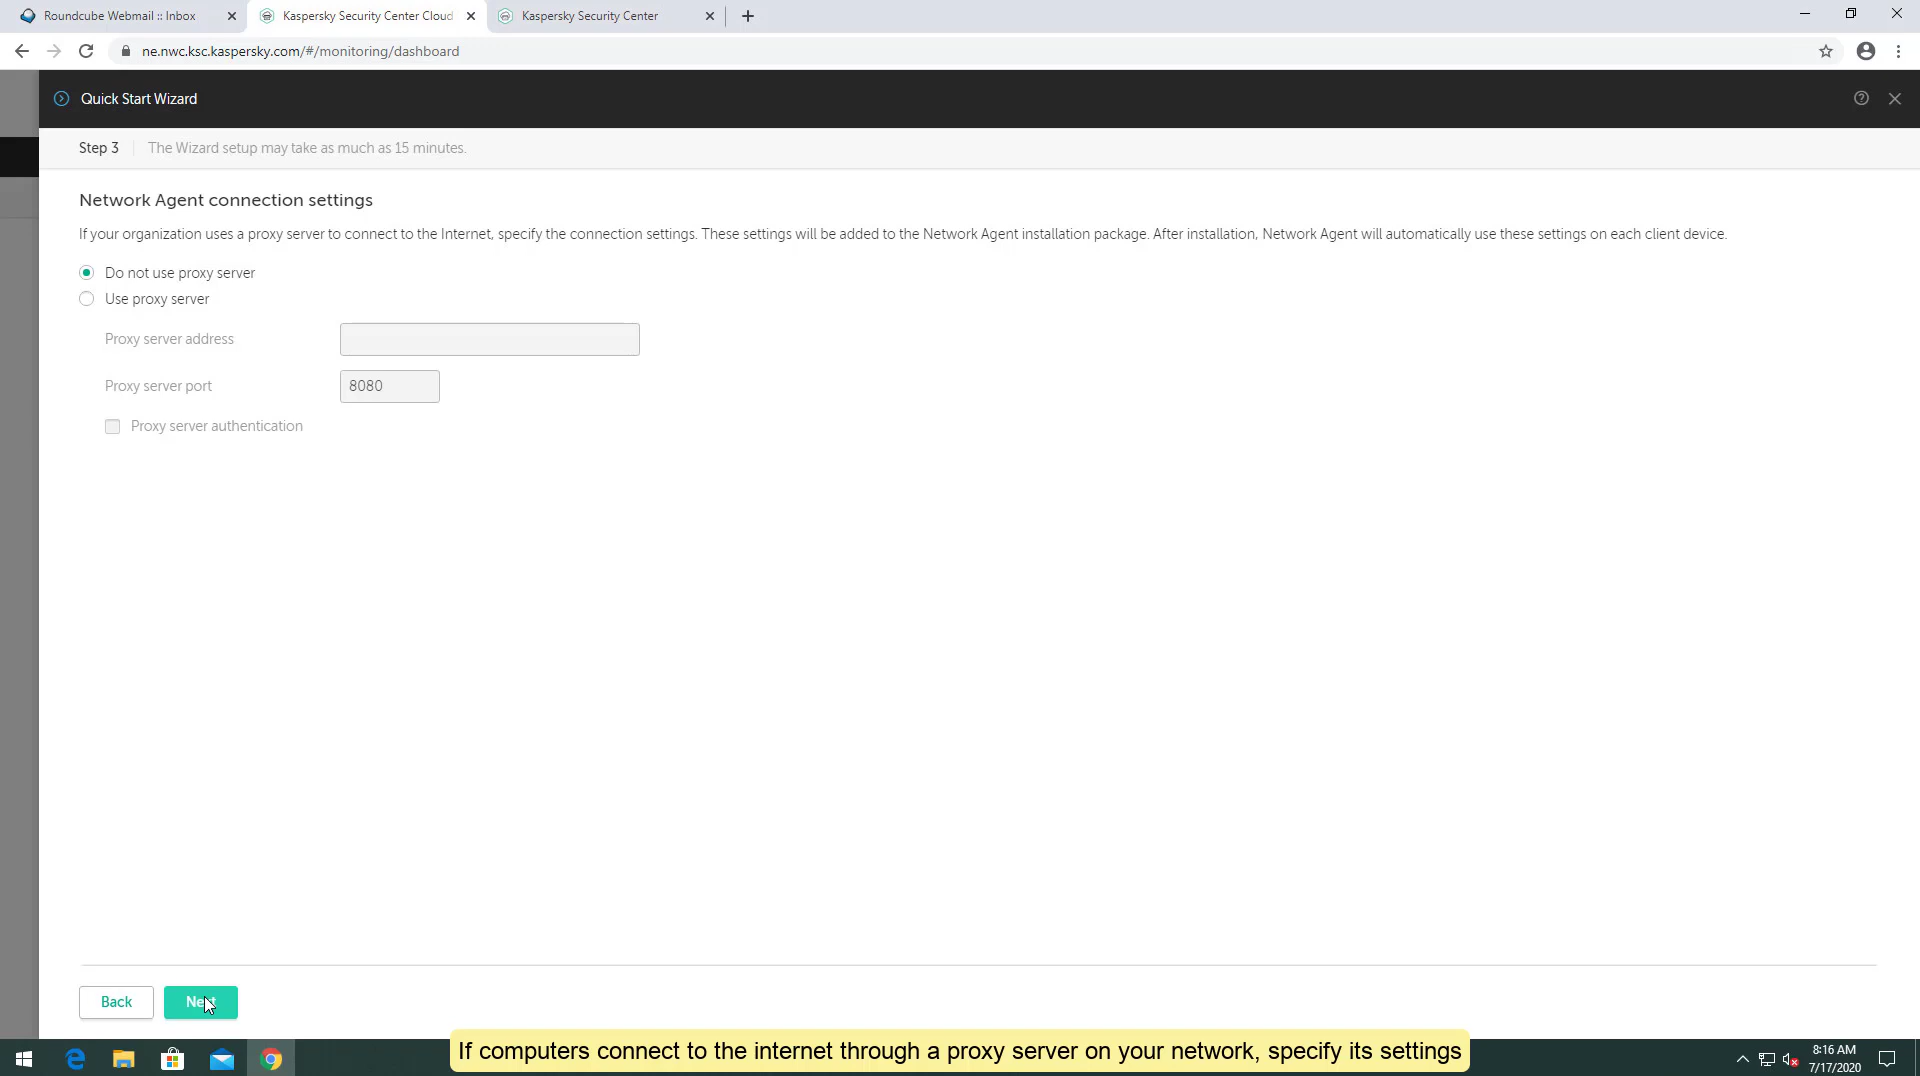 Roundcube Webmail :: Inbox
Kaspersky Security Center Cloud
Kaspersky Security Center
ne.nwc.ksc.kaspersky.com/#/monitoring/dashboard
Quick Start Wizard
Step 3
The Wizard setup may take as much as 15 minutes.
Network Agent connection settings
If your organization uses a proxy server to connect to the Internet, specify the connection settings. These settings will be added to the Network Agent installation package. After installation, Network Agent will automatically use these settings on each client device.
Do not use proxy server
Use proxy server
Proxy server address
Proxy server port
8080
Proxy server authentication
Back
Next
If computers connect to the internet through a proxy server on your network, specify its settings
8:16 AM
7/17/2020